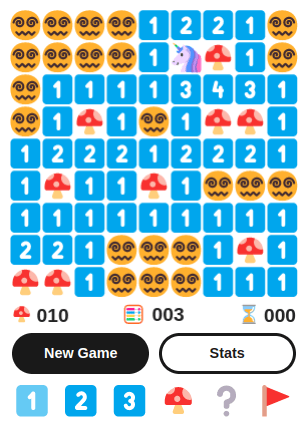 1 2 2 1
1 1
1 1 1 1 3 4 3 1
1 1 1 1
1 2 2 2 1 2 2 2 1
1 1 1 1
1 1 1 1 1 1 1 1 1
2 2 1 1 1
1 1 1 1
010 003 000
New Game Stats
1 2 3